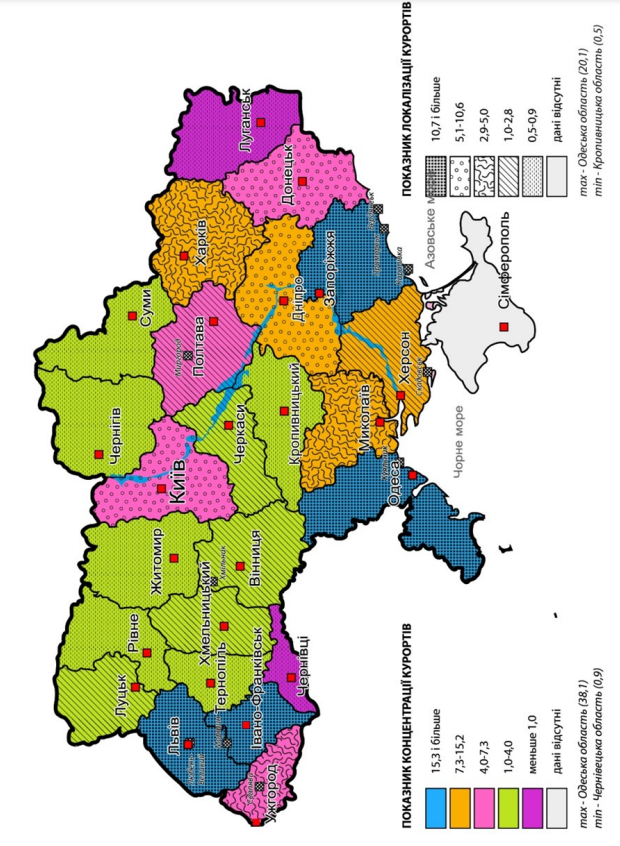 Луганськ
Донецьк
Харків
Суми
Дніпро
Запоріжжя
Азовське
Миргород
Полтава
Сімферополь
Чернігів
Черкаси
Кропивницький
Херсон
Миколаїв
Київ
Одеса
Чорне море
Житомир
Вінниця
Хмельницький
Рівне
Луцьк
Тернопіль
Чернівці
Івано-Франківськ
Львів
Ужгород
ПОКАЗНИК КОНЦЕНТРАЦІЇ КУРОРТІВ
15,3 і більше
7,3-15,2
4,0-7,3
1,0-4,0
меньше 1,0
дані відсутні
max - Одеська область (38,1)
min - Чернівецька область (0,9)
ПОКАЗНИК ЛОКАЛІЗАЦІЇ КУРОРТІВ
10,7 і більше
5,1-10,6
2,9-5,0
1,0-2,8
0,5-0,9
дані відсутні
max - Одеська область (20,1)
min - Кропивницька область (0,5)